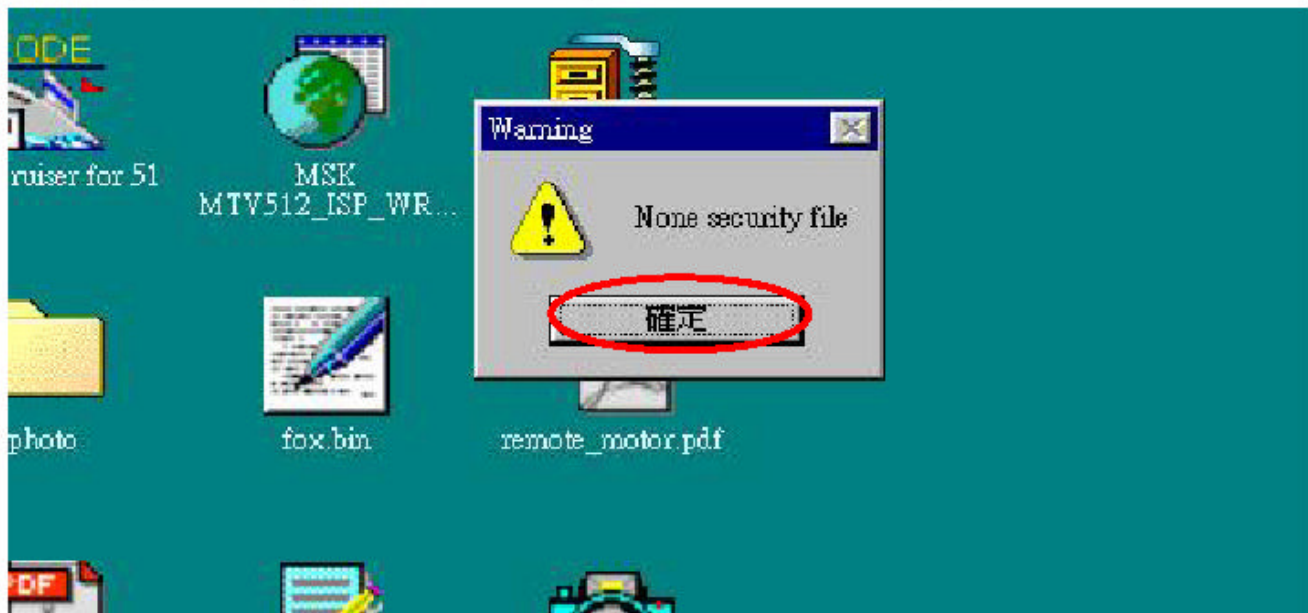 ODE
ruiser for 51
MSK
MTV512_ISP_WR...
Warning
None security file
確定
photo
fox.bin
remote_motor.pdf
PDF